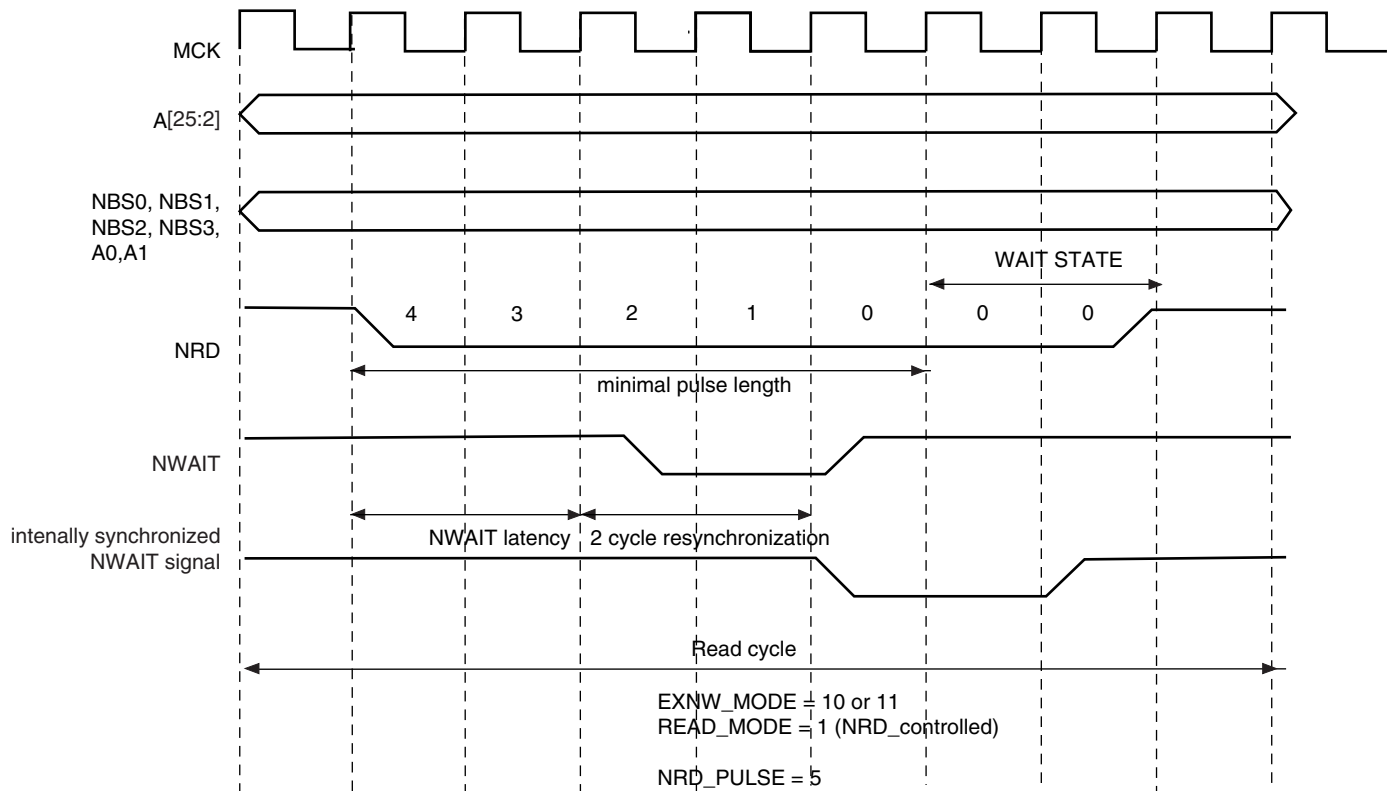 MCK
A[25:2]
NBS0, NBS1,
NBS2, NBS3,
A0,A1
WAIT STATE
4 3 2 1 0 0 0
NRD
minimal pulse length
NWAIT
intenally synchronized
NWAIT signal
NWAIT latency 2 cycle resynchronization
Read cycle
EXNW_MODE = 10 or 11
READ_MODE = 1 (NRD_controlled)
NRD_PULSE = 5